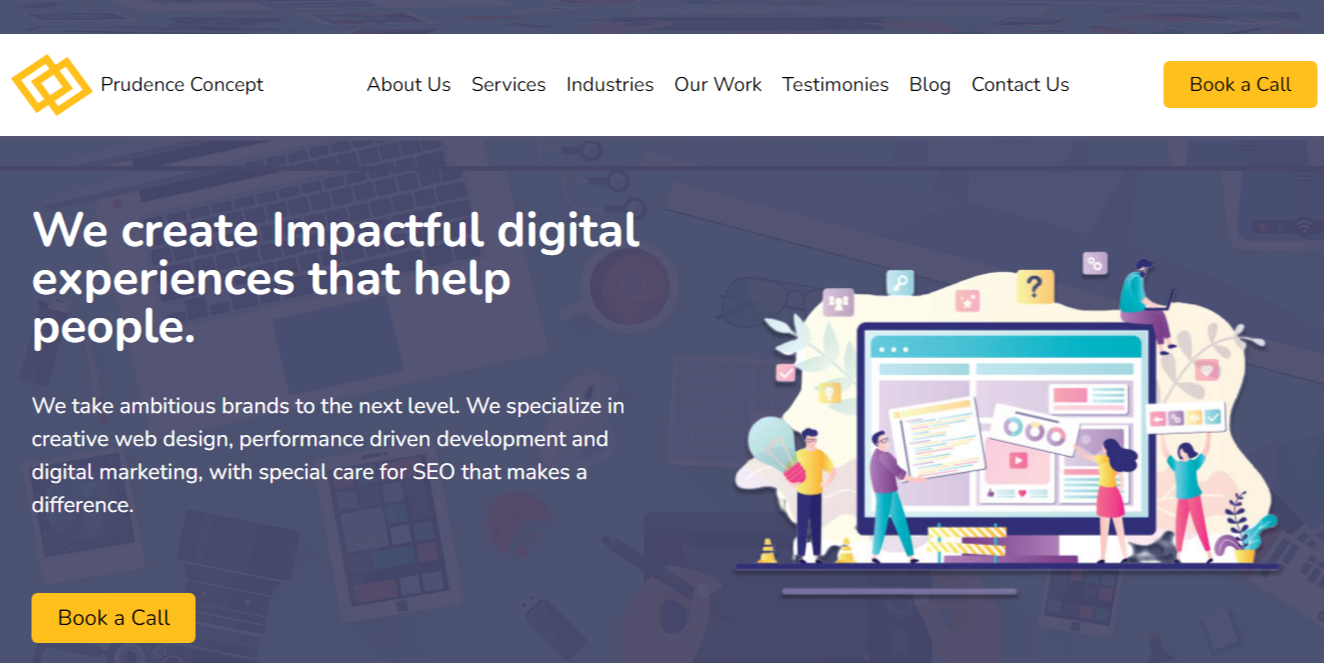 Prudence Concept
About Us Services Industries Our Work Testimonies Blog Contact Us
Book a Call
We create Impactful digital
experiences that help
people.
We take ambitious brands to the next level. We specialize in
creative web design, performance driven development and
digital marketing, with special care for SEO that makes a
difference.
Book a Call
?